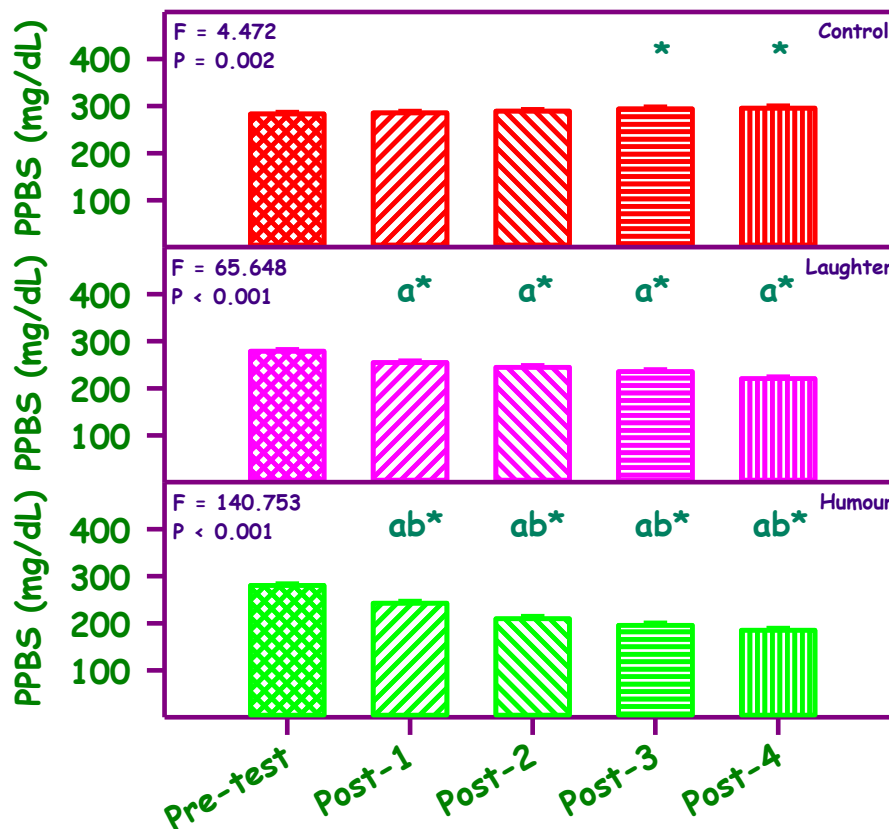 F = 4.472
P = 0.002
Control
* *
PPBS (mg/dL)
400
300
200
100
F = 65.648
P < 0.001
Laughter
a* a* a* a*
PPBS (mg/dL)
400
300
200
100
F = 140.753
P < 0.001
Humour
ab* ab* ab* ab*
PPBS (mg/dL)
400
300
200
100
Pre-test Post-1 Post-2 Post-3 Post-4